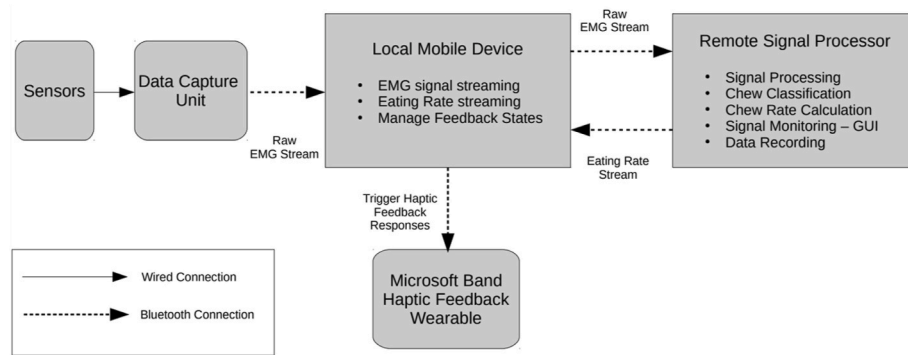 Sensors
Data Capture
Unit
Raw
EMG Stream
Local Mobile Device
• EMG signal streaming
• Eating Rate streaming
• Manage Feedback States
Raw
EMG Stream
Eating Rate
Stream
Remote Signal Processor
• Signal Processing
• Chew Classification
• Chew Rate Calculation
• Signal Monitoring – GUI
• Data Recording
Trigger Haptic
Feedback
Responses
Microsoft Band
Haptic Feedback
Wearable
Wired Connection
Bluetooth Connection